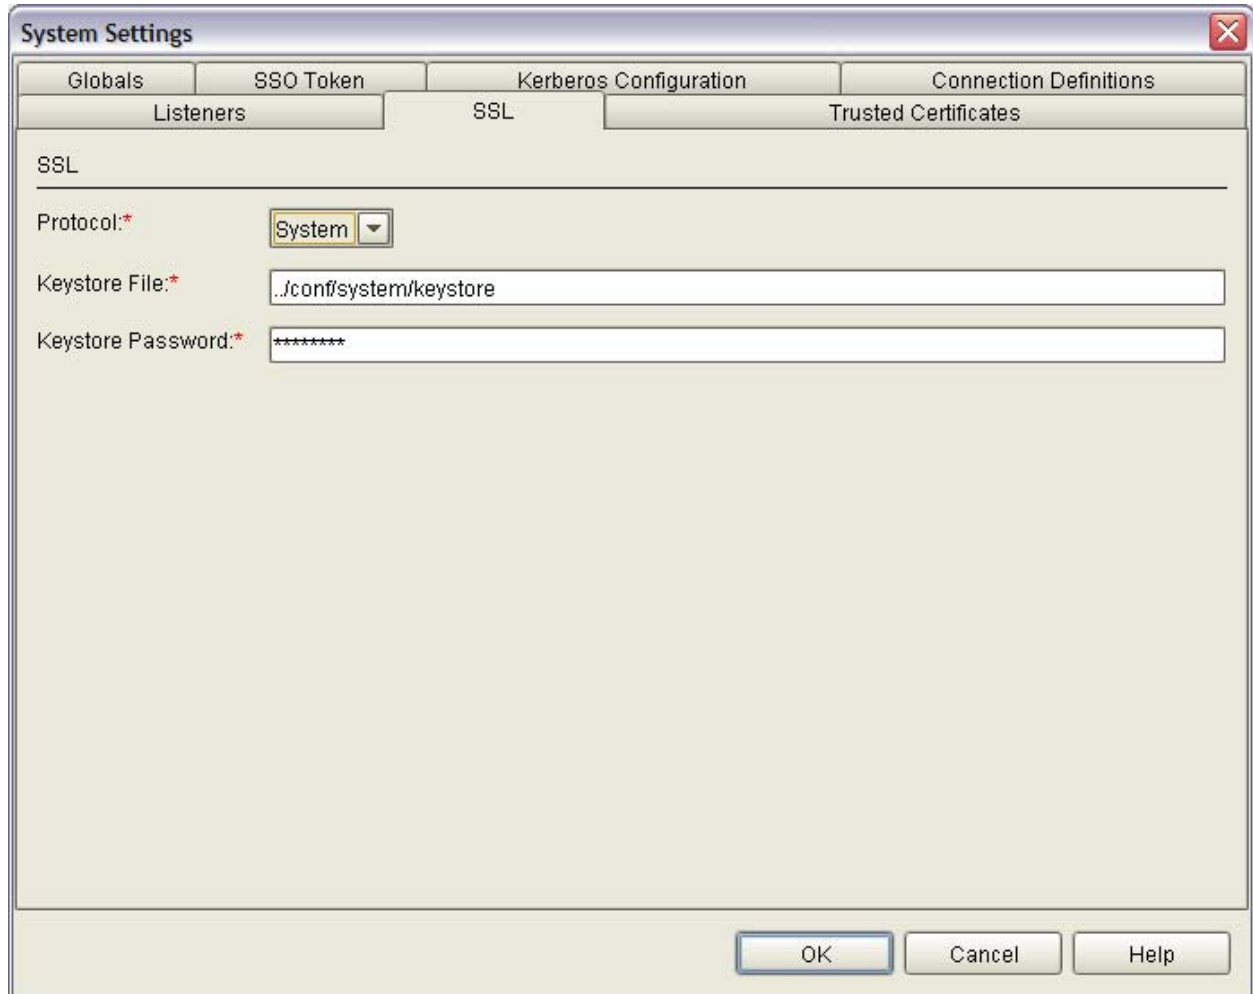 System Settings
Globals SSO Token Kerberos Configuration Connection Definitions
Listeners SSL Trusted Certificates
SSL
Protocol:* System
Keystore File:* ../conf/system/keystore
Keystore Password:* ********
OK Cancel Help